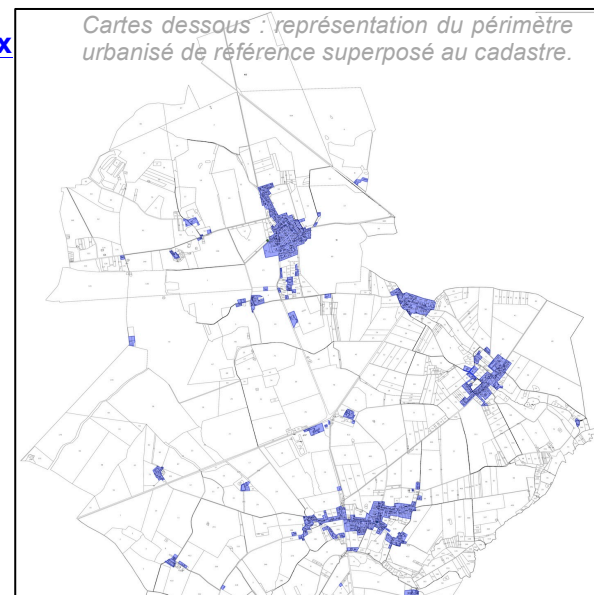 Cartes dessous : représentation du périmètre
urbanisé de référence superposé au cadastre.
x